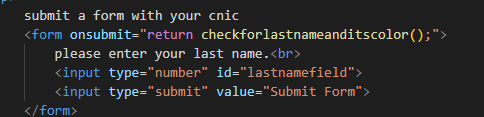 submit a form with your cnic
<form onsubmit="return checkforlastnameanditscolor();">
please enter your last name.<br>
<input type="number" id="lastnamefield">
<input type="submit" value="Submit Form">
</form>